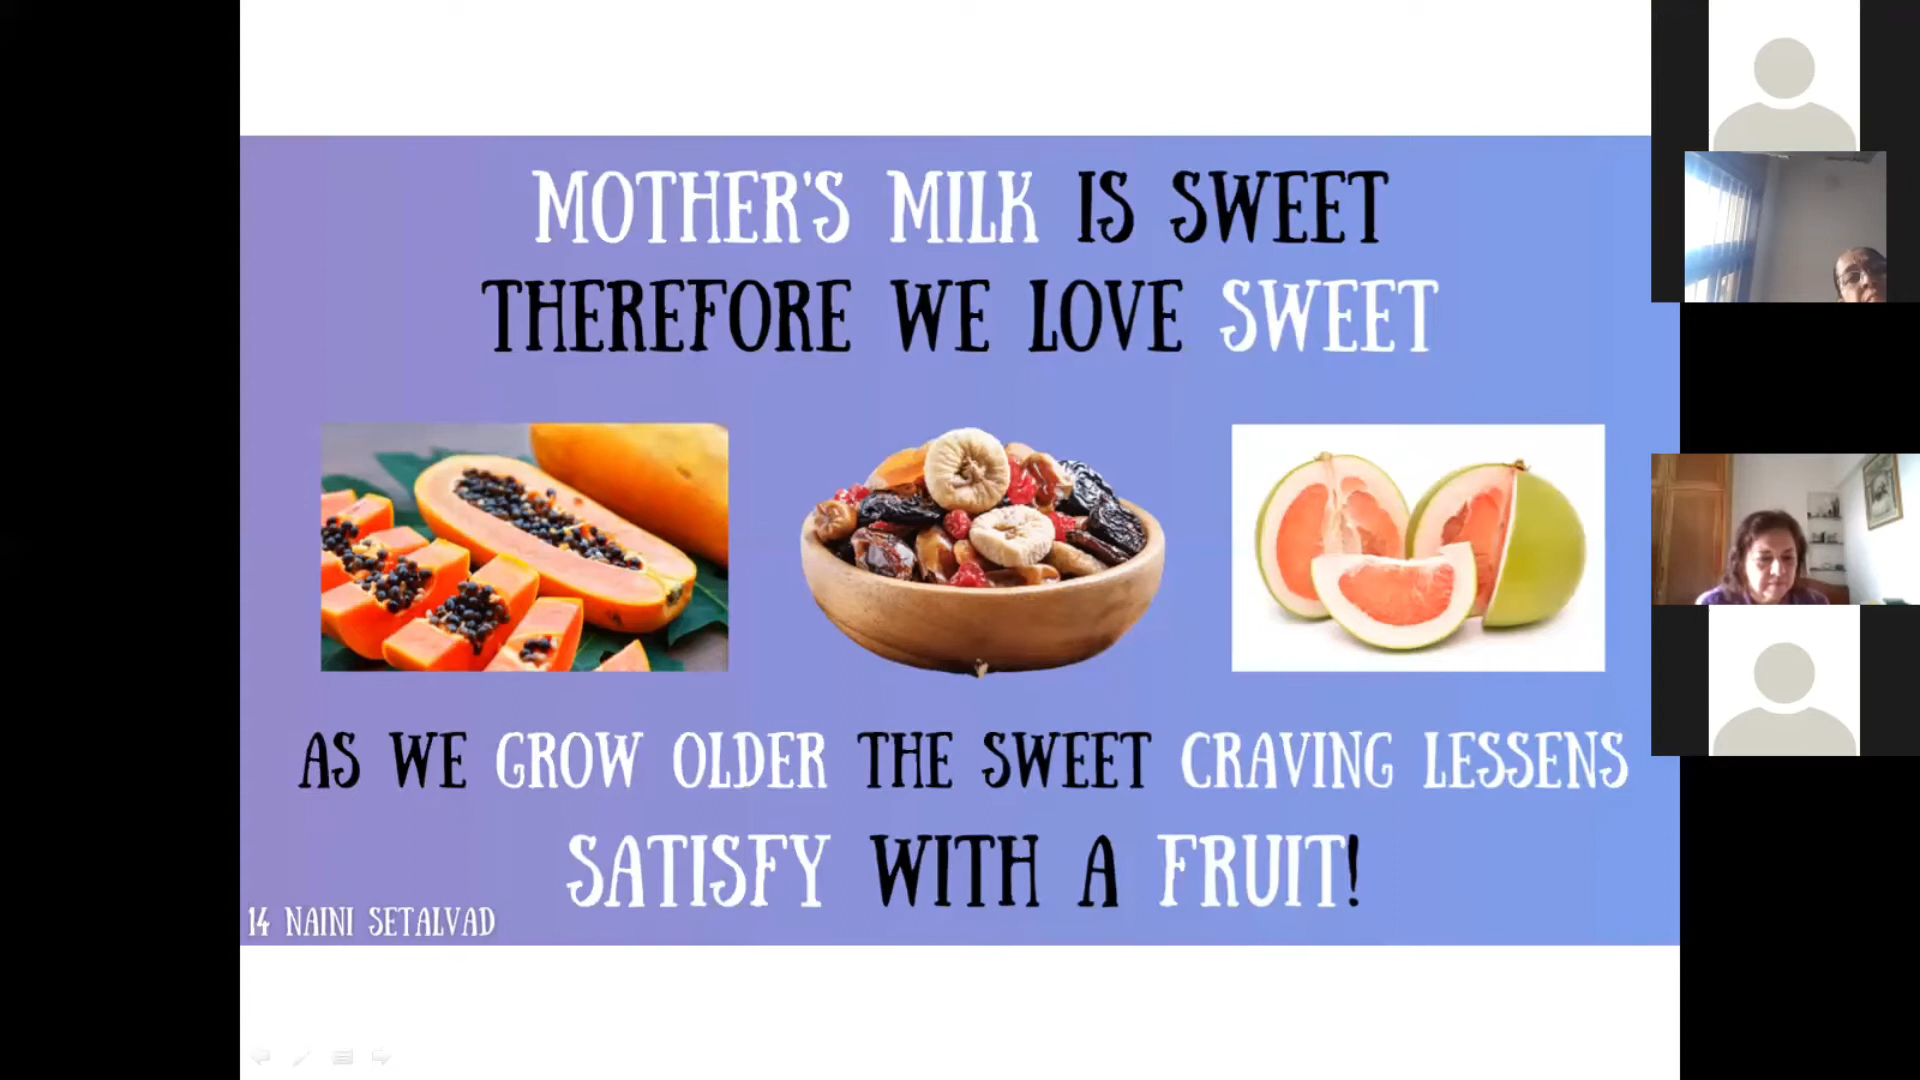 MOTHER'S MILK IS SWEET
THEREFORE WE LOVE SWEET
AS WE GROW OLDER THE SWEET CRAVING LESSENS
SATISFY WITH A FRUIT!
14 NAINI SETALVAD